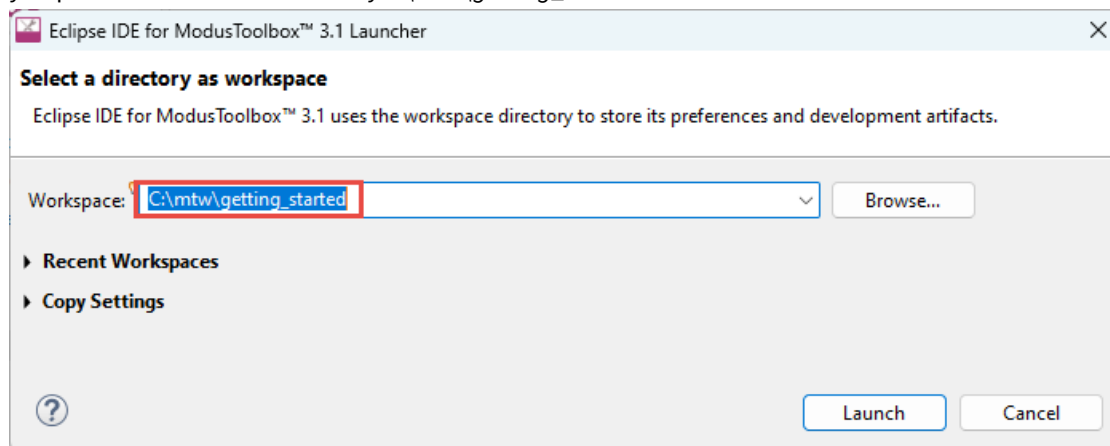 Eclipse IDE for ModusToolbox™ 3.1 Launcher
Select a directory as workspace
Eclipse IDE for ModusToolbox™ 3.1 uses the workspace directory to store its preferences and development artifacts.
Workspace: C:\mtw\getting_started Browse...
Recent Workspaces
Copy Settings
? Launch Cancel